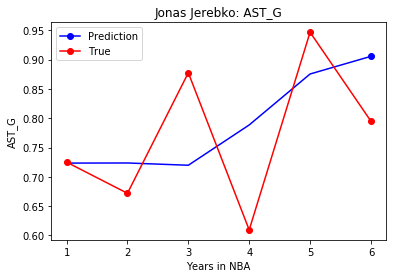 Jonas Jerebko: AST_G
Prediction
True
0.95
0.90
0.85
0.80
0.75
0.70
0.65
0.60
AST_G
1 2 3 4 5 6
Years in NBA